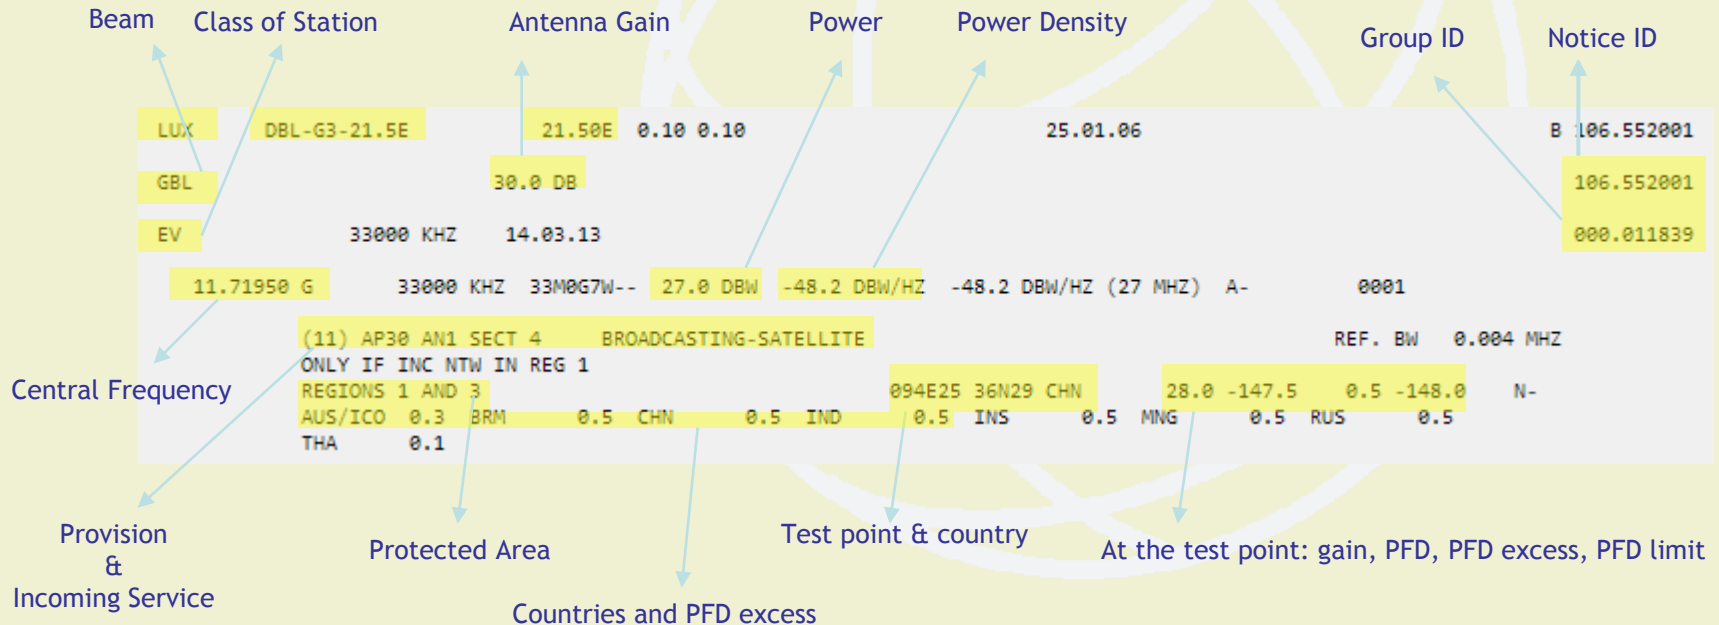 Beam Class of Station Antenna Gain Power Power Density Group ID Notice ID
LUX DBL-G3-21.5E 21.50E 0.10 0.10 25.01.06 B 106.552001
GBL 30.0 DB 106.552001
EV 33000 KHZ 14.03.13 000.011839
11.71950 G 33000 KHZ 33M0G7W-- 27.0 DBW -48.2 DBW/HZ -48.2 DBW/HZ (27 MHZ) A- 0001
(11) AP30 AN1 SECT 4 BROADCASTING-SATELLITE REF. BW 0.004 MHZ
ONLY IF INC NTW IN REG 1
REGIONS 1 AND 3 094E25 36N29 CHN 28.0 -147.5 0.5 -148.0 N-
AUS/ICO 0.3 BRM 0.5 CHN 0.5 IND 0.5 INS 0.5 MNG 0.5 RUS 0.5
THA 0.1
Central Frequency
Provision
&
Incoming Service
Protected Area
Countries and PFD excess
Test point & country
At the test point: gain, PFD, PFD excess, PFD limit